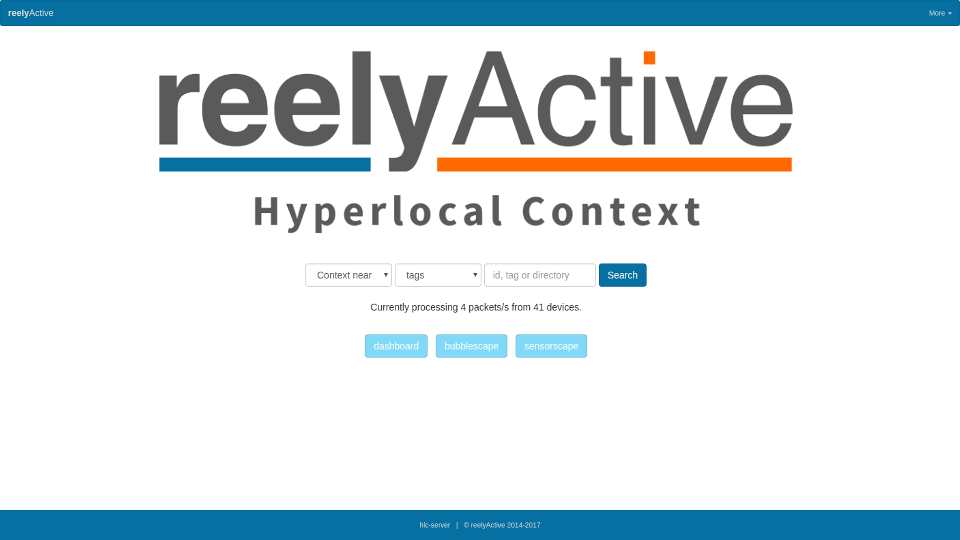 reelyActive
More
reelyActive
Hyperlocal Context
Context near tags id, tag or directory Search
Currently processing 4 packets/s from 41 devices.
dashboard bubblescape sensorscape
hlc-server | © reelyActive 2014-2017